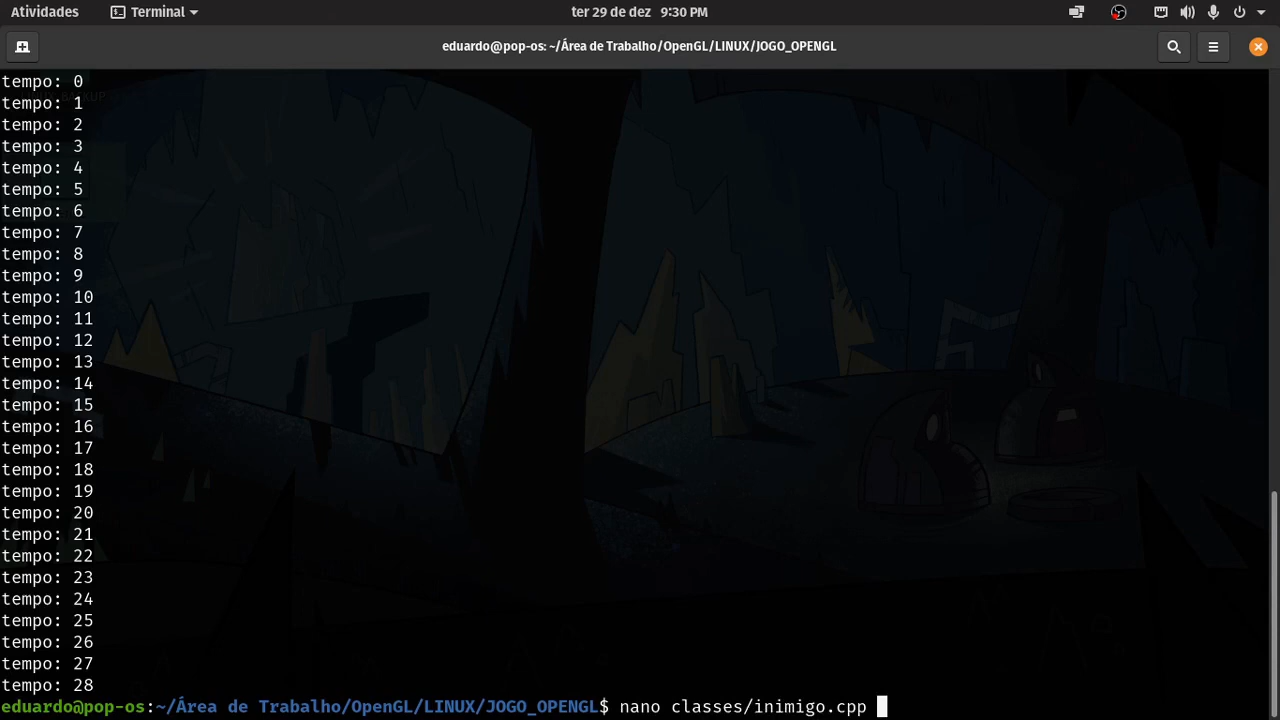 Atividades Terminal ter 29 de dez 9:30 PM
eduardo@pop-os: ~/Área de Trabalho/OpenGL/LINUX/JOGO_OPENGL
tempo: 0
tempo: 1
tempo: 2
tempo: 3
tempo: 4
tempo: 5
tempo: 6
tempo: 7
tempo: 8
tempo: 9
tempo: 10
tempo: 11
tempo: 12
tempo: 13
tempo: 14
tempo: 15
tempo: 16
tempo: 17
tempo: 18
tempo: 19
tempo: 20
tempo: 21
tempo: 22
tempo: 23
tempo: 24
tempo: 25
tempo: 26
tempo: 27
tempo: 28
eduardo@pop-os:~/Área de Trabalho/OpenGL/LINUX/JOGO_OPENGL$ nano classes/inimigo.cpp